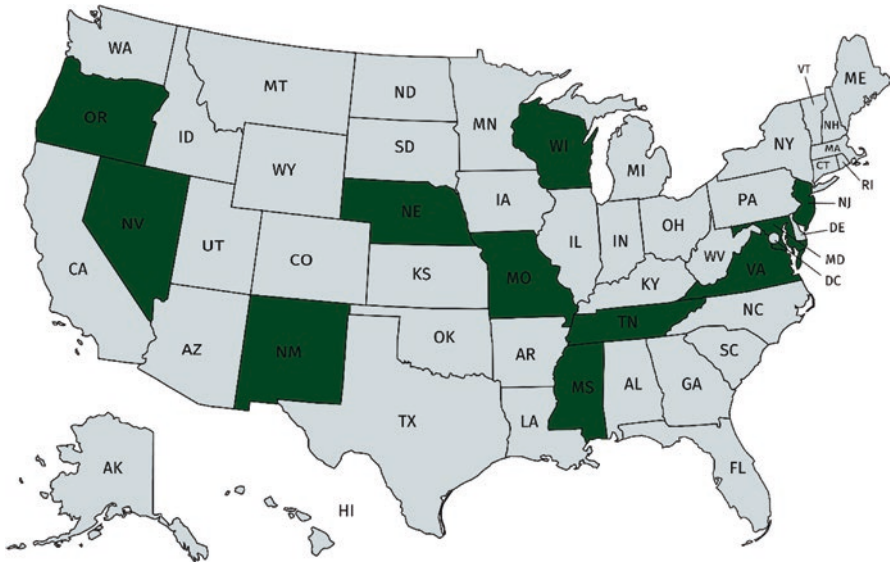 WA
MT
ND
MN
VT
ME
OR
ID
SD
WI
NH
NY
MA
WY
MI
CT
RI
IA
PA
NJ
NE
NV
UT
IL
IN
OH
DE
CO
WV
MD
CA
KS
MO
KY
VA
DC
TN
NC
AZ
NM
OK
AR
SC
MS
AL
GA
TX
LA
AK
FL
HI